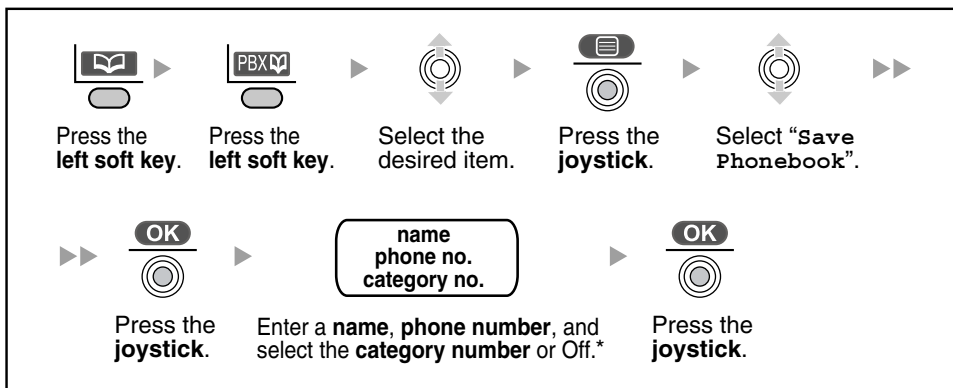 PBX
Press the
left soft key.
Press the
left soft key.
Select the
desired item.
Press the
joystick.
Select “Save
Phonebook”.
OK
Press the
joystick.
name
phone no.
category no.
Enter a name, phone number, and
select the category number or Off.*
OK
Press the
joystick.